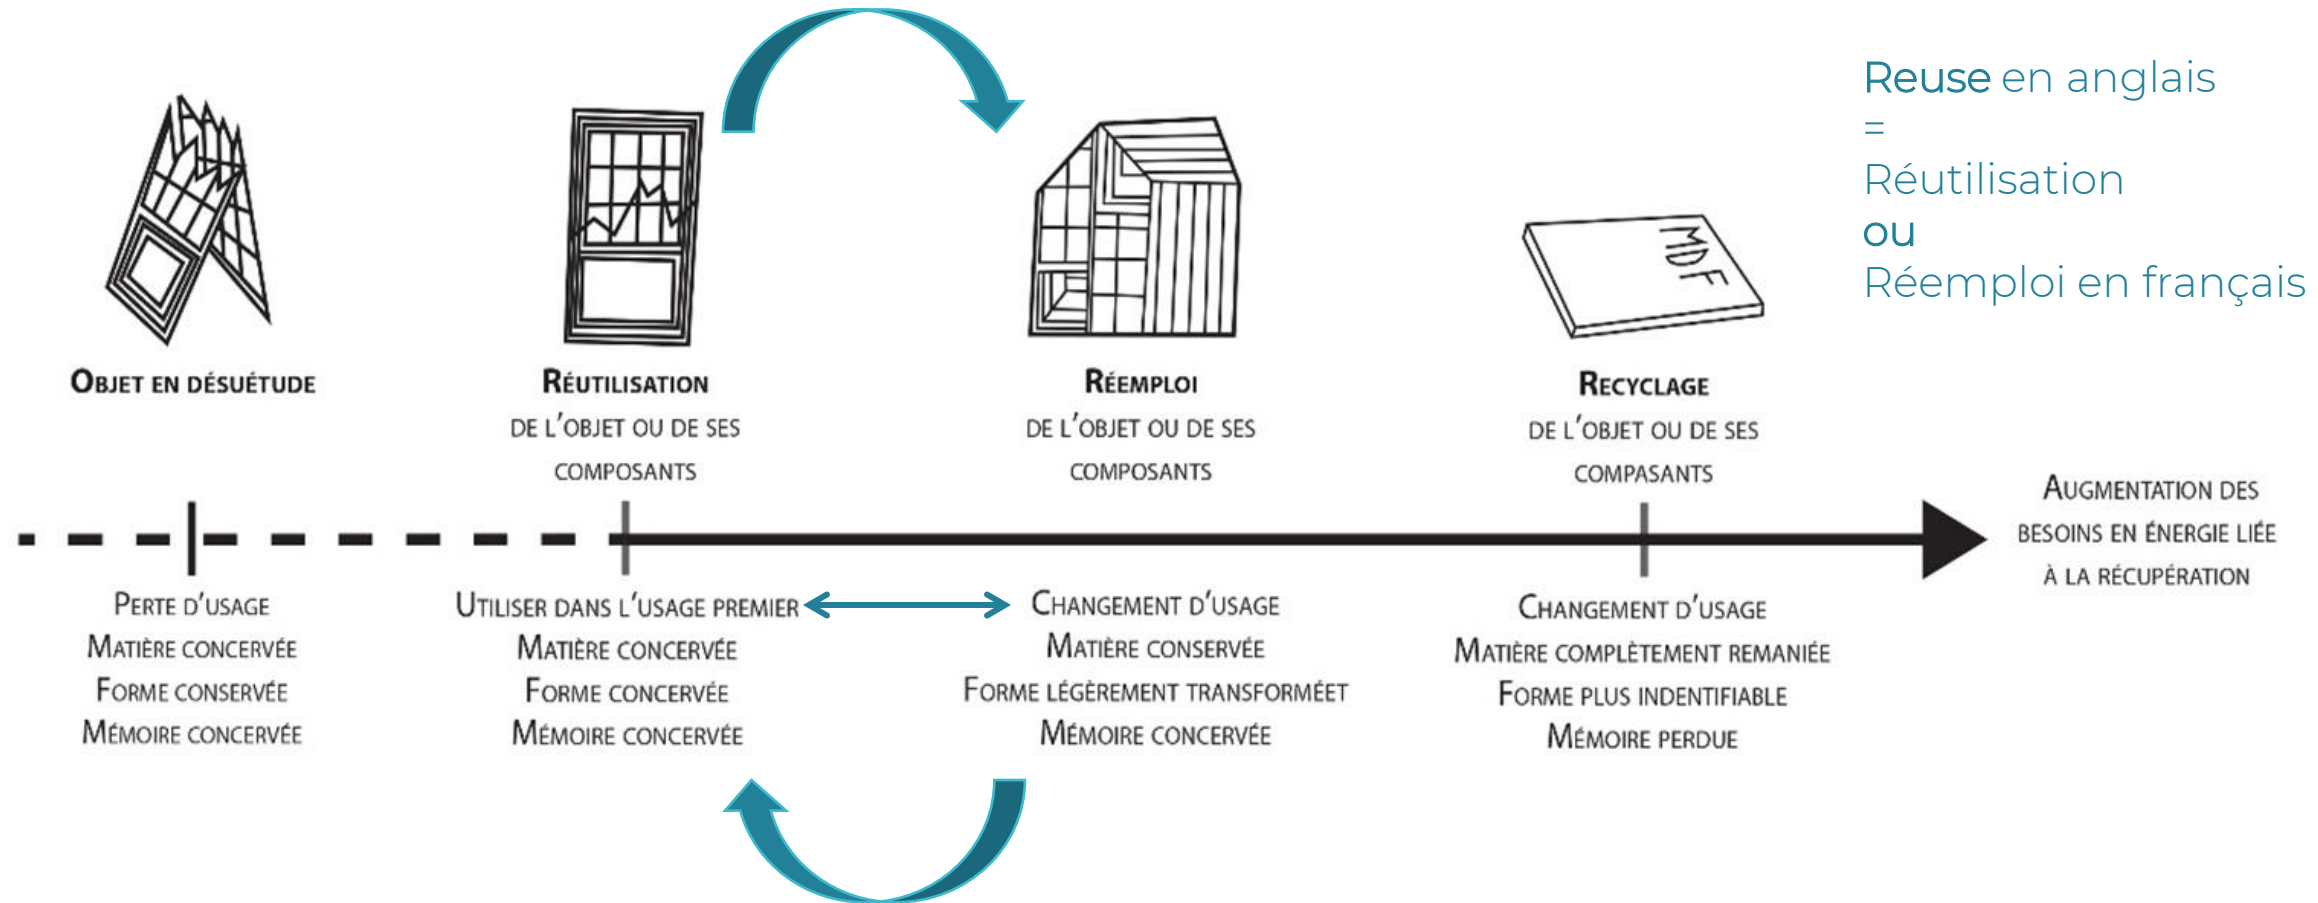 Reuse en anglais
=
Réutilisation
ou
Réemploi en français
MDF
OBJET EN DÉSUÉTUDE
RÉUTILISATION
DE L'OBJET OU DE SES
COMPOSANTS
RÉEMPLOI
DE L'OBJET OU DE SES
COMPOSANTS
RECYCLAGE
DE L'OBJET OU DE SES
COMPASANTS
AUGMENTATION DES
BESOINS EN ÉNERGIE LIÉE
À LA RÉCUPÉRATION
PERTE D'USAGE
MATIÈRE CONCERVÉE
FORME CONSERVÉE
MÉMOIRE CONCERVÉE
UTILISER DANS L'USAGE PREMIER
MATIÈRE CONCERVÉE
FORME CONCERVÉE
MÉMOIRE CONCERVÉE
CHANGEMENT D'USAGE
MATIÈRE CONSERVÉE
FORME LÉGÈREMENT TRANSFORMÉET
MÉMOIRE CONCERVÉE
CHANGEMENT D'USAGE
MATIÈRE COMPLÈTEMENT REMANIÉE
FORME PLUS INDENTIFIABLE
MÉMOIRE PERDUE